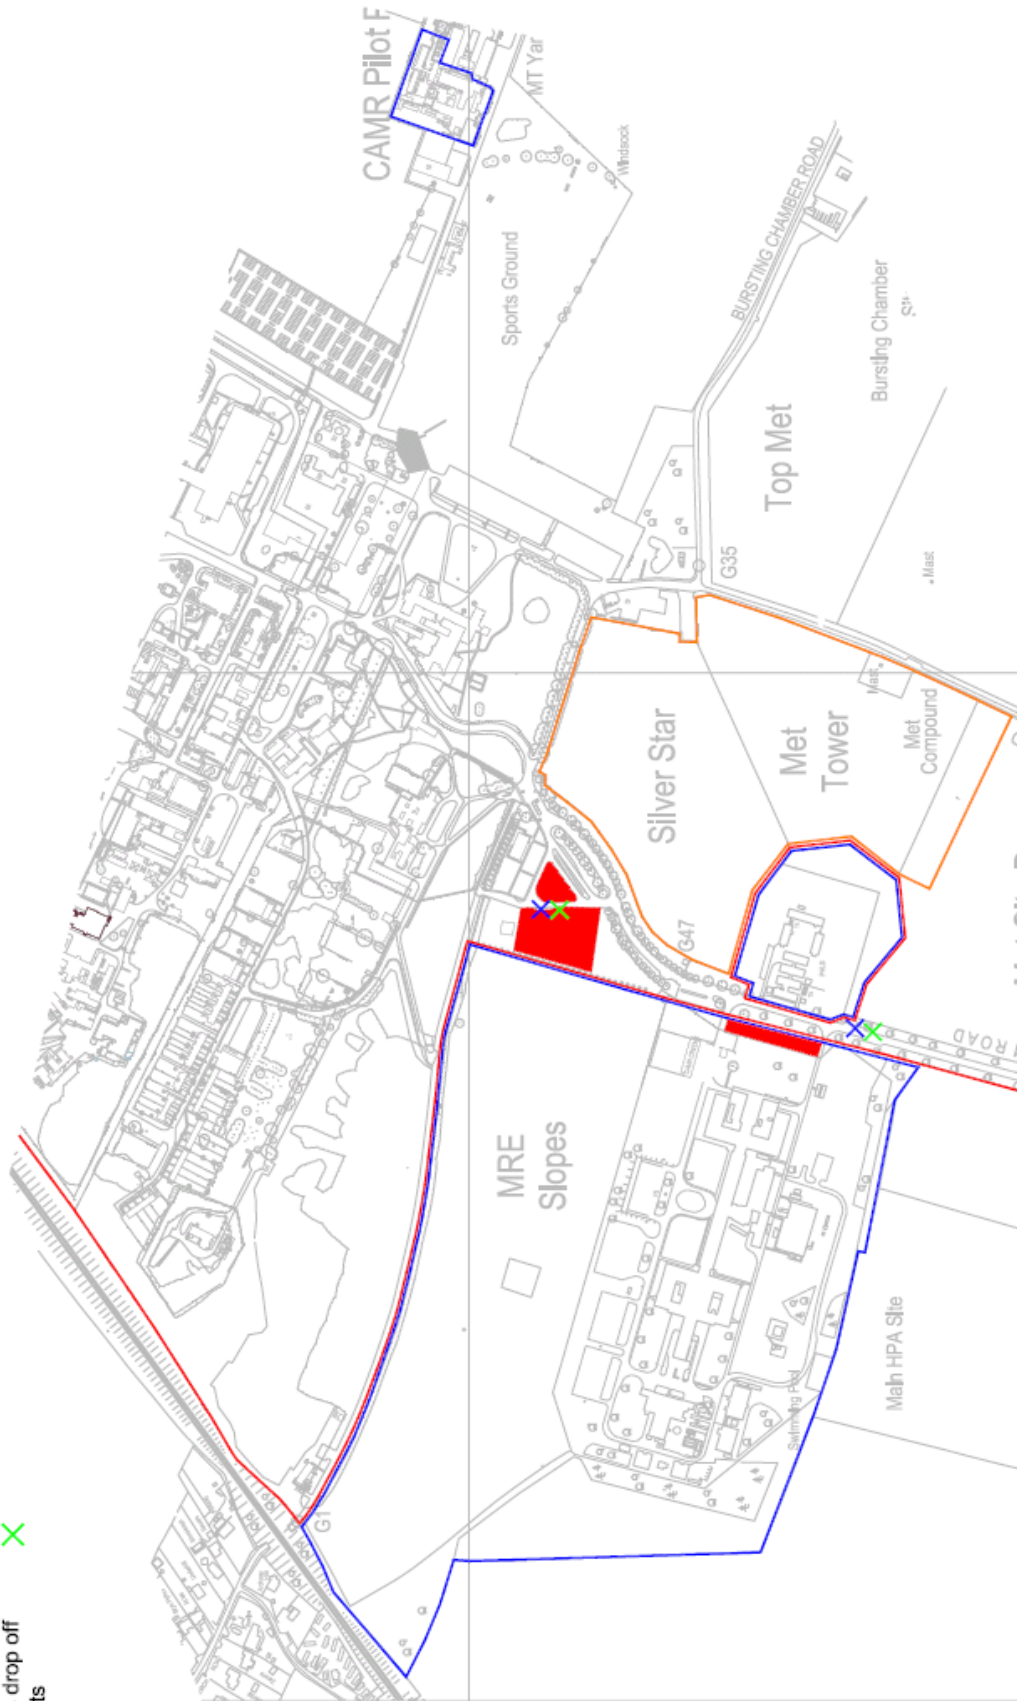 drop off
ts
CAMR Pilot F
MT Yar
Windsock
Sports Ground
BURSTING CHAMBER ROAD
Bursting Chamber
Top Met
G35
Mast
Mast
Silver Star
Met
Tower
Met
Compound
G47
ROAD
MRE
Slopes
Main HPA Site
Swimming Pool
G1